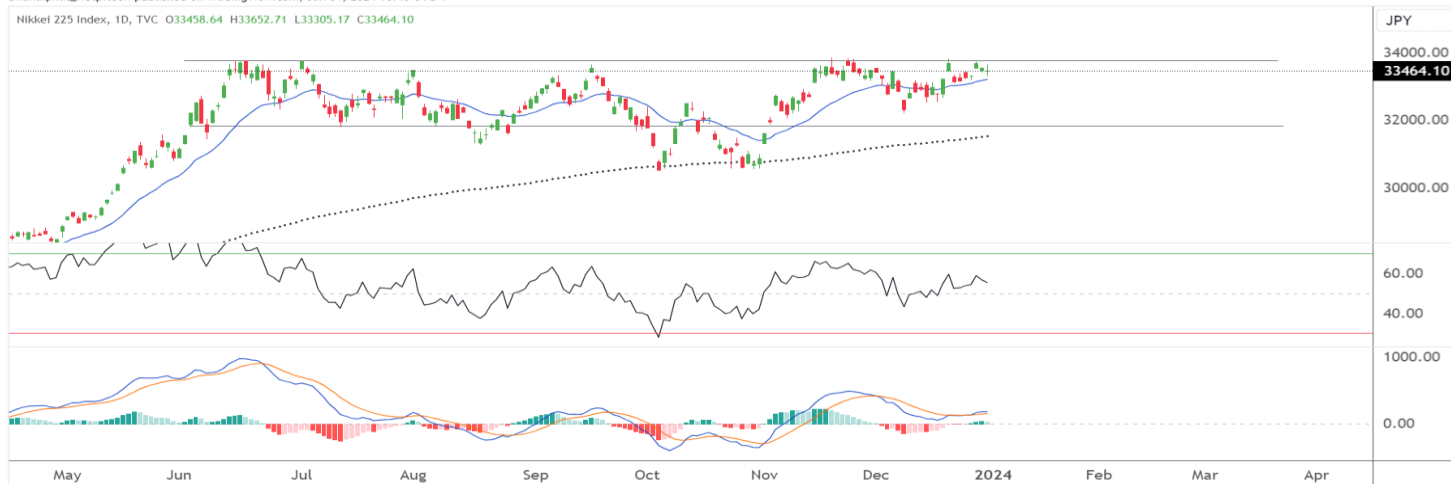 Nikkei 225 Index, 1D, TVC O33458.64 H33652.71 L33305.17 C33464.10
JPY
34000.00
33464.10
32000.00
30000.00
60.00
40.00
1000.00
0.00
May Jun Jul Aug Sep Oct Nov Dec 2024 Feb Mar Apr